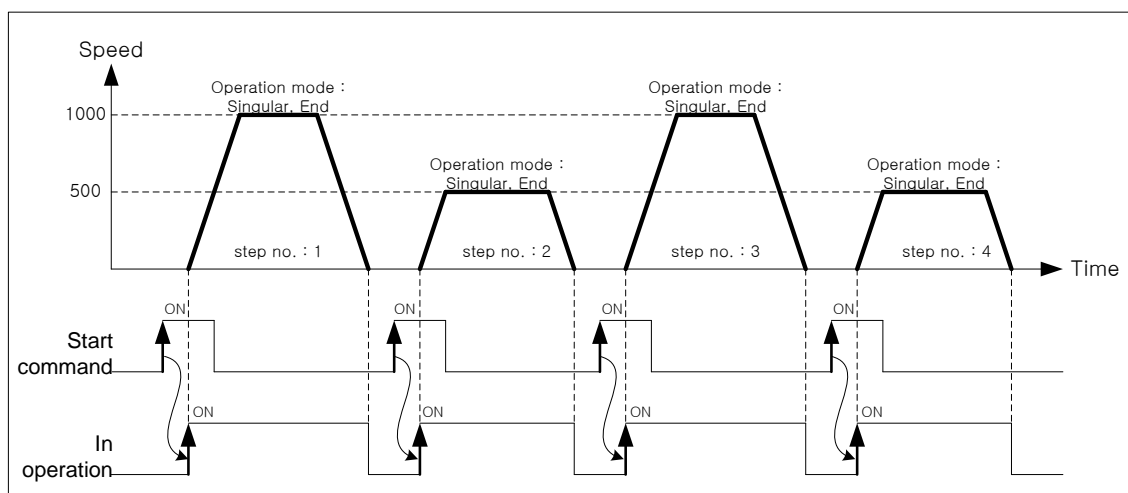 Speed
Operation mode :
Singular, End
Operation mode :
Singular, End
1000
Operation mode :
Singular, End
Operation mode :
Singular, End
500
step no. : 1
step no. : 2
step no. : 3
step no. : 4
Time
ON
ON
ON
ON
Start
command
ON
ON
ON
ON
In
operation